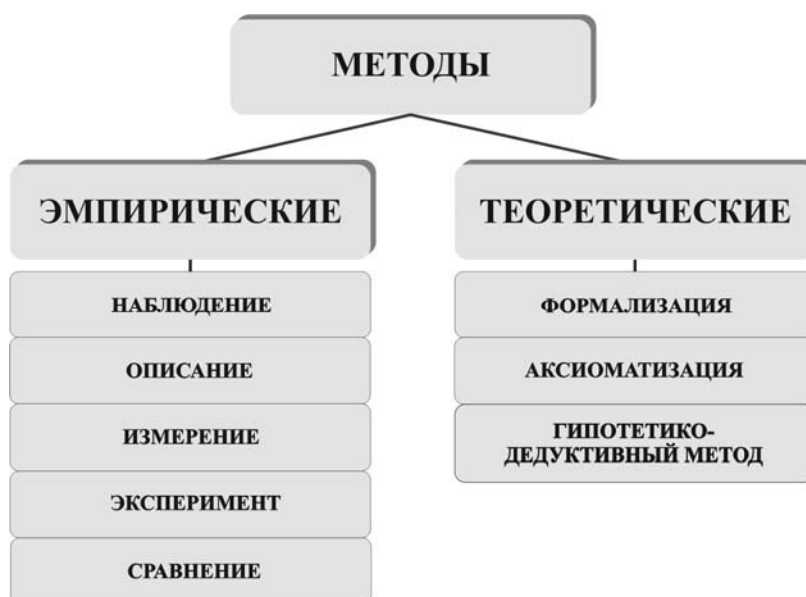 МЕТОДЫ
ЭМПИРИЧЕСКИЕ
НАБЛЮДЕНИЕ
ОПИСАНИЕ
ИЗМЕРЕНИЕ
ЭКСПЕРИМЕНТ
СРАВНЕНИЕ
ТЕОРЕТИЧЕСКИЕ
ФОРМАЛИЗАЦИЯ
АКСИОМАТИЗАЦИЯ
ГИПОТЕТИКО-
ДЕДУКТИВНЫЙ МЕТОД